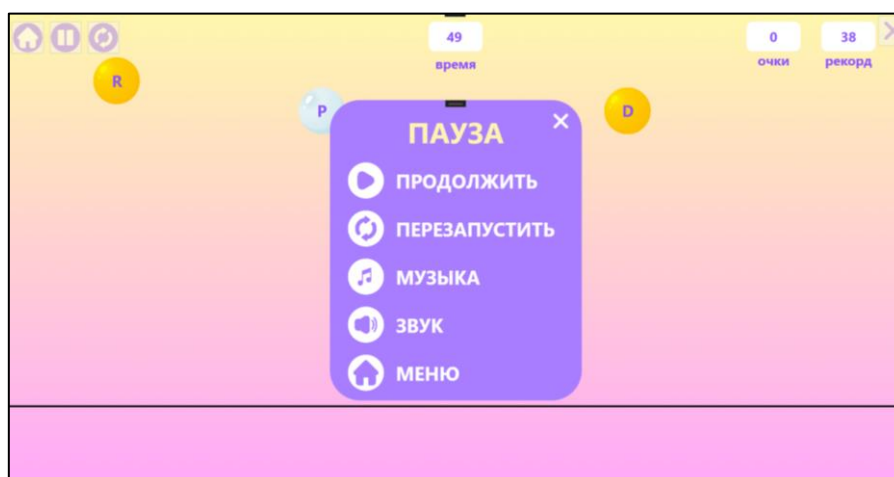 49
время
0
очки
38
рекорд
R
P
D
ПАУЗА
ПРОДОЛЖИТЬ
ПЕРЕЗАПУСТИТЬ
МУЗЫКА
ЗВУК
МЕНЮ